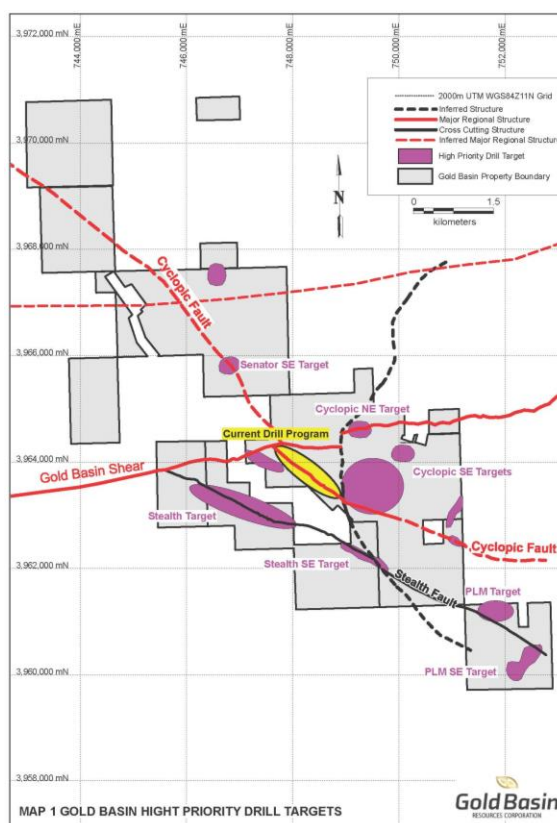 744,000 mE
746,000 mE
748,000 mE
750,000 mE
752,000 mE
3,972,000 mN
2000m UTM WGS84Z11N Grid
Inferred Structure
Major Regional Structure
Cross Cutting Structure
Inferred Major Regional Structure
High Priority Drill Target
Gold Basin Property Boundary
0 1.5
kilometers
N
3,970,000 mN
3,968,000 mN
Cyclopic Fault
3,966,000 mN
Senator SE Target
Cyclopic NE Target
Current Drill Program
3,964,000 mN
Gold Basin Shear
Cyclopic SE Targets
Stealth Target
3,962,000 mN
Stealth SE Target
Cyclopic Fault
Stealth Fault
PLM Target
3,960,000 mN
PLM SE Target
3,958,000 mN
MAP 1 GOLD BASIN HIGHT PRIORITY DRILL TARGETS
Gold Basin
RESOURCES CORPORATION